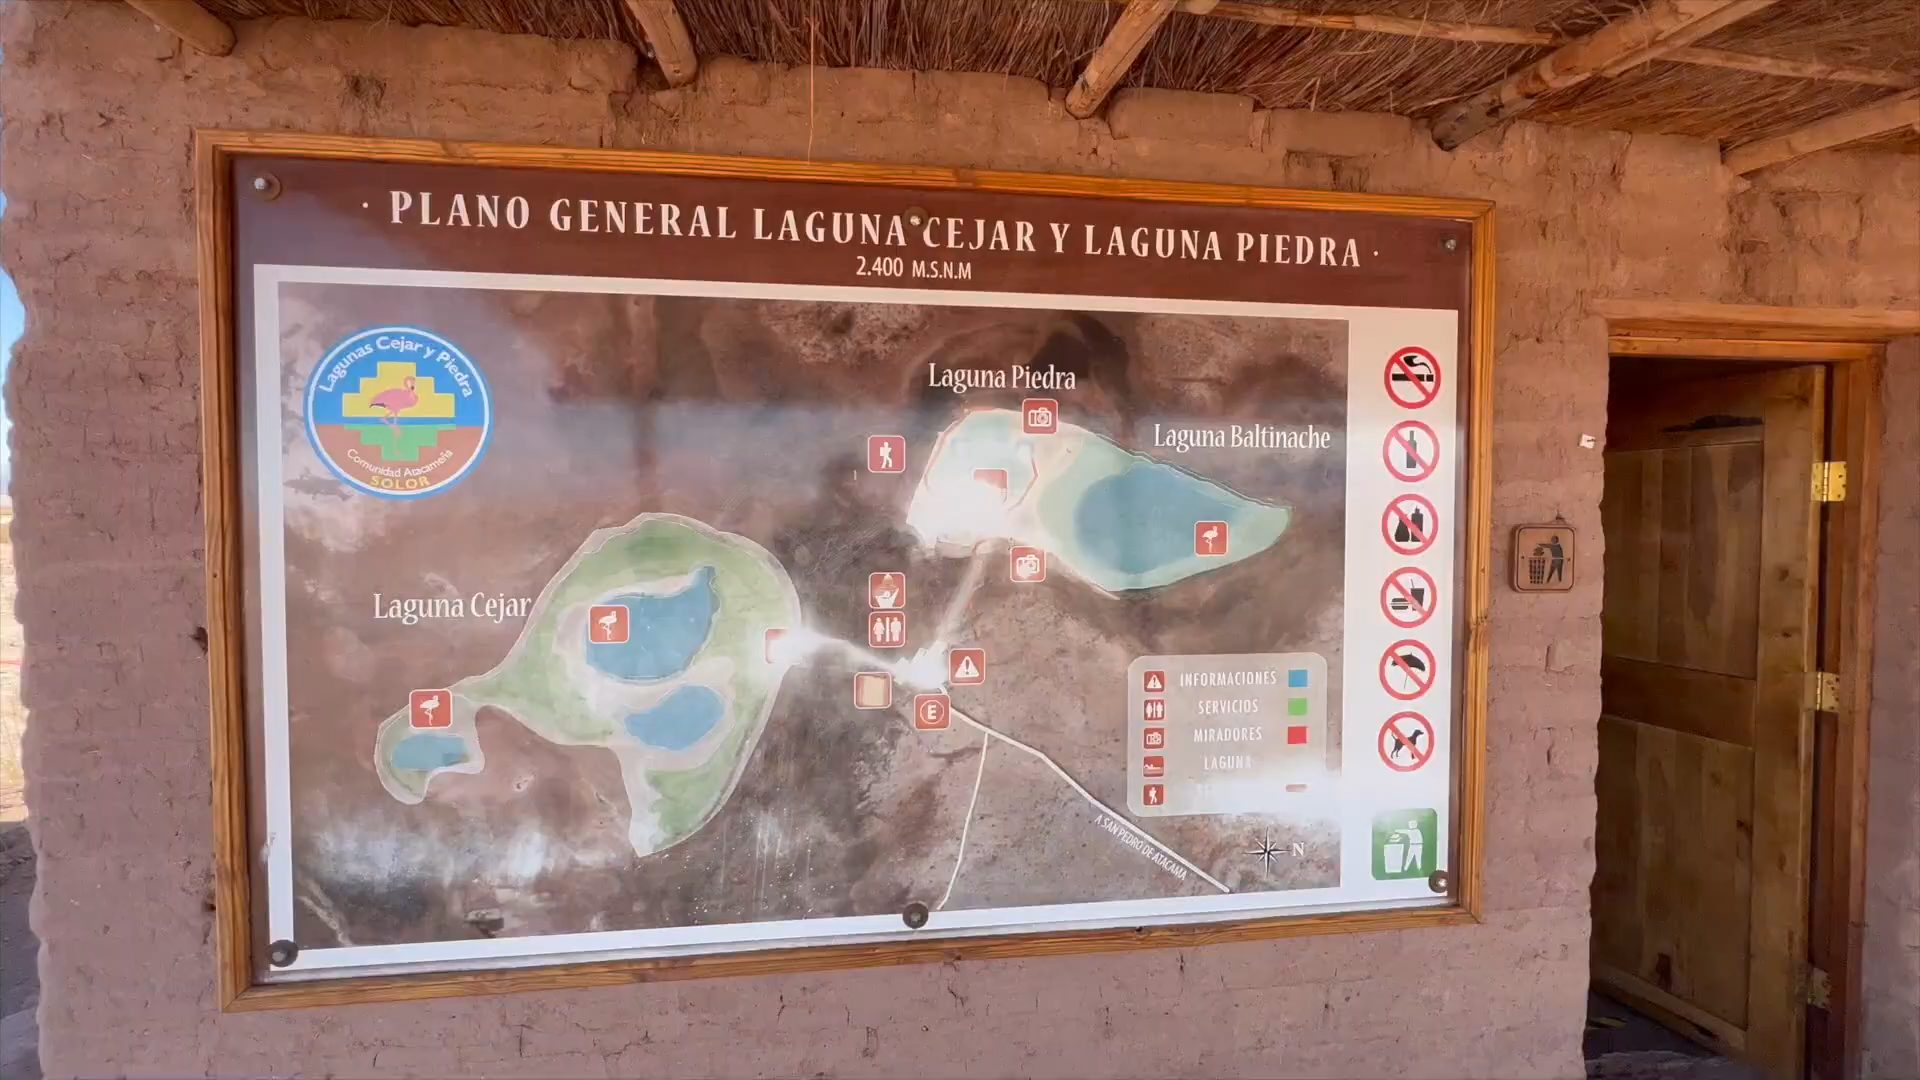 · PLANO GENERAL LAGUNA CEJAR Y LAGUNA PIEDRA ·
2.400 M.S.N.M
Lagunas Cejar y Piedra
Comunidad Atacameña
SOLOR
Laguna Piedra
Laguna Baltinache
Laguna Cejar
E
INFORMACIONES
SERVICIOS
MIRADORES
LAGUNA
A SAN PEDRO DE ATACAMA
N